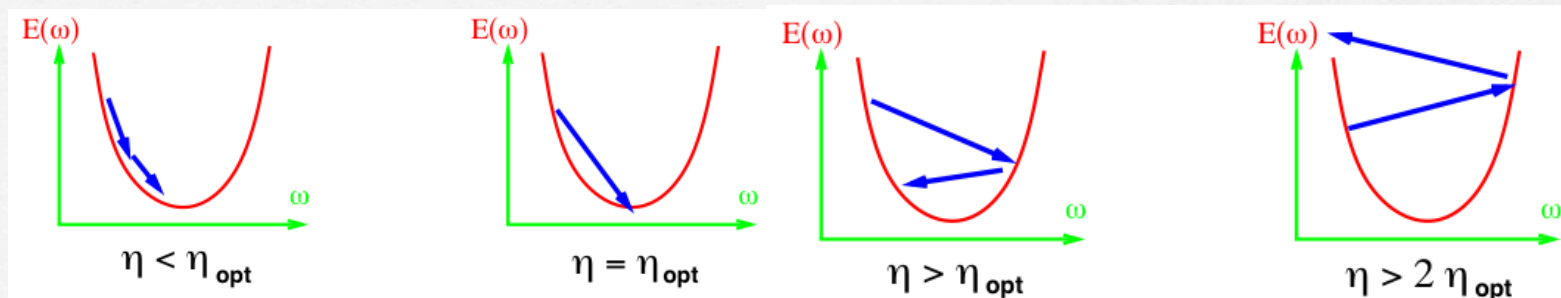 E(ω)
ω
η < η opt
E(ω)
ω
η = η opt
E(ω)
ω
η > η opt
E(ω)
ω
η > 2 η opt